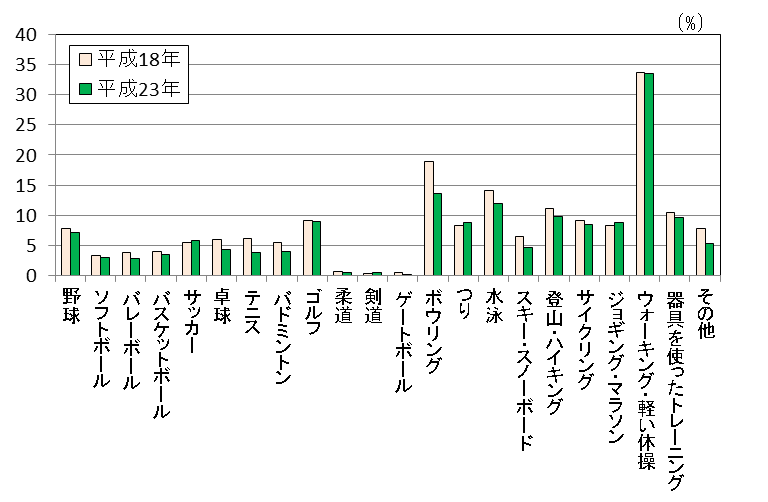 (%)
40
35
30
25
20
15
10
5
0
平成18年
平成23年
野球
ソフトボール
バレーボール
バスケットボール
サッカー
卓球
テニス
バドミントン
ゴルフ
柔道
剣道
ゲートボール
ボウリング
つり
水泳
スキー・スノーボード
登山・ハイキング
サイクリング
ジョギング・マラソン
ウォーキング・軽い体操
器具を使ったトレーニング
その他